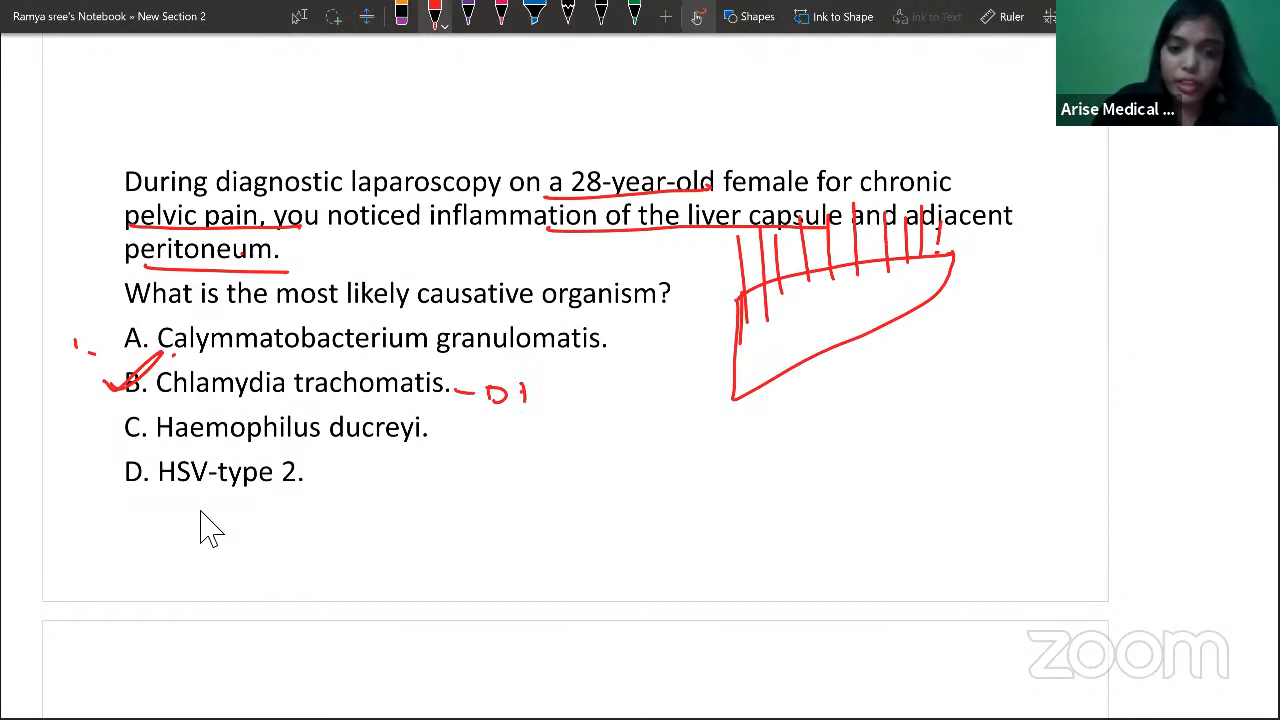 Ramya sree's Notebook » New Section 2
Shapes
Ink to Shape
Ink to Text
Ruler
Arise Medical ...
During diagnostic laparoscopy on a 28-year-old female for chronic
pelvic pain, you noticed inflammation of the liver capsule and adjacent
peritoneum.
What is the most likely causative organism?
A. Calymmatobacterium granulomatis.
B. Chlamydia trachomatis.
C. Haemophilus ducreyi.
D. HSV-type 2.
zoom